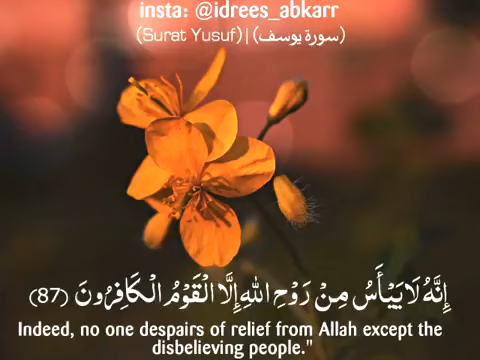 insta: @idrees_abkarr
(Surat Yusuf)|(سورة يوسف)
إِنَّهُ لَا يَيْأَسُ مِنْ رَوْحِ اللهِ إِلَّا الْقَوْمُ الْكَافِرُونَ (87)
Indeed, no one despairs of relief from Allah except the
disbelieving people."